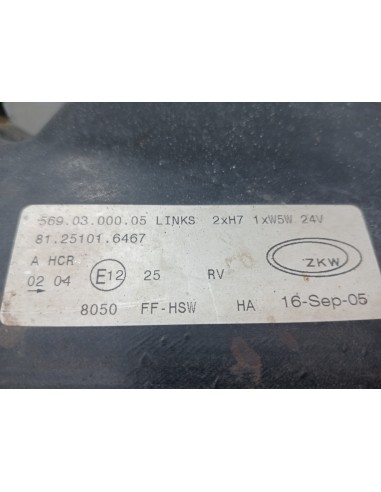 569.03.000.05 LINKS 2xH7 1xW5W 24V
81.25101.6467
A HCR
02 04 E12 25 RV ZKW
8050 FF-HSW HA 16-Sep-05